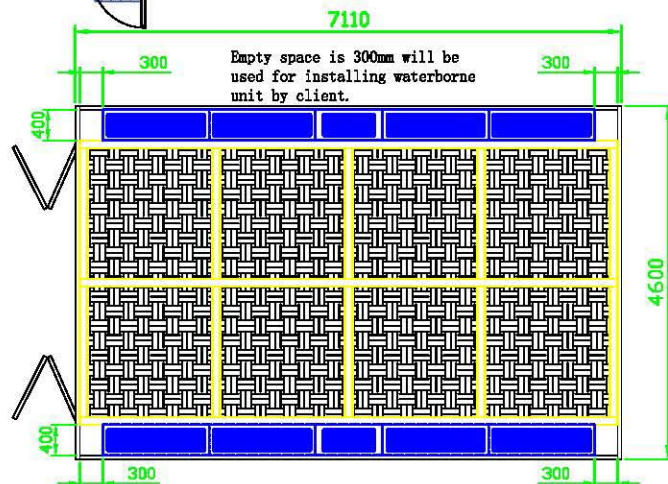 7110
300
Empty space is 300mm will be
used for installing waterborne
unit by client.
300
400
4600
400
300
300